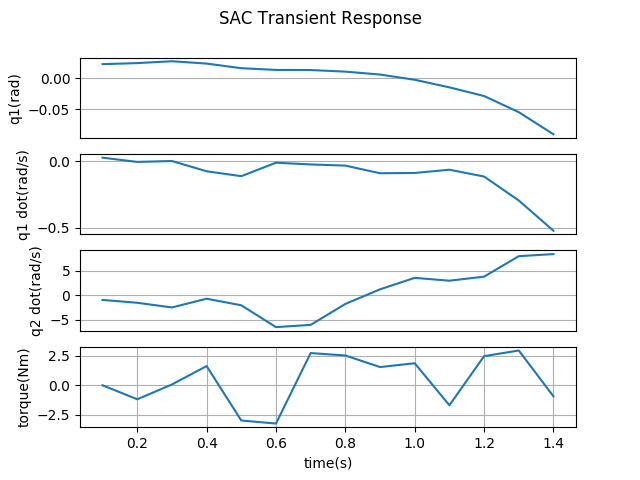 SAC Transient Response
q1(rad)
0.00
−0.05
q1 dot(rad/s)
0.0
−0.5
q2 dot(rad/s)
5
0
−5
torque(Nm)
2.5
0.0
−2.5
0.2 0.4 0.6 0.8 1.0 1.2 1.4
time(s)